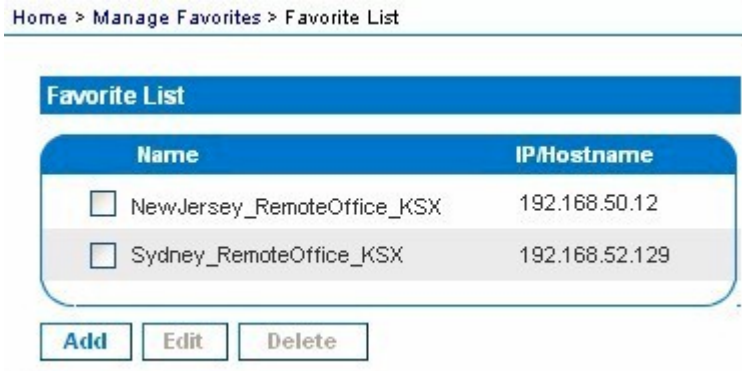 Home > Manage Favorites > Favorite List
Favorite List
Name IP/Hostname
NewJersey_RemoteOffice_KSX 192.168.50.12
Sydney_RemoteOffice_KSX 192.168.52.129
Add Edit Delete